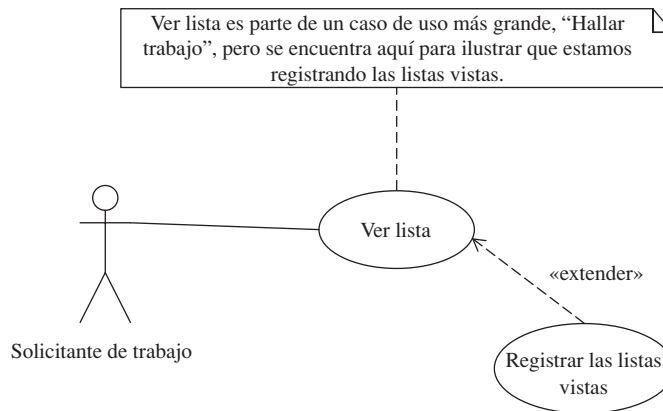 Ver lista es parte de un caso de uso más grande, “Hallar
trabajo”, pero se encuentra aquí para ilustrar que estamos
registrando las listas vistas.
Ver lista
«extender»
Solicitante de trabajo
Registrar las listas
vistas